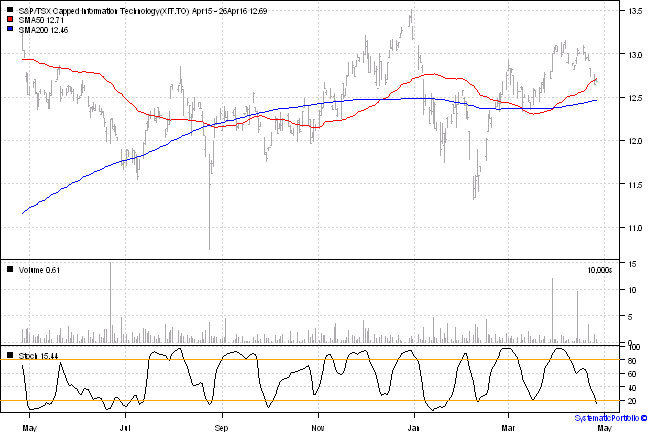 S&P/TSX Capped Information Technology(XIT.TO) Apr15 - 26Apr16 12.69
SMA50 12.71
SMA200 12.46
13.5
13.0
12.5
12.0
11.5
11.0
Volume 0.61
10,000s
15
10
5
0
Stoch 15.44
100
80
60
40
20
May
Jul
Sep
Nov
Jan
Mar
May
SystematicPortfolio ©